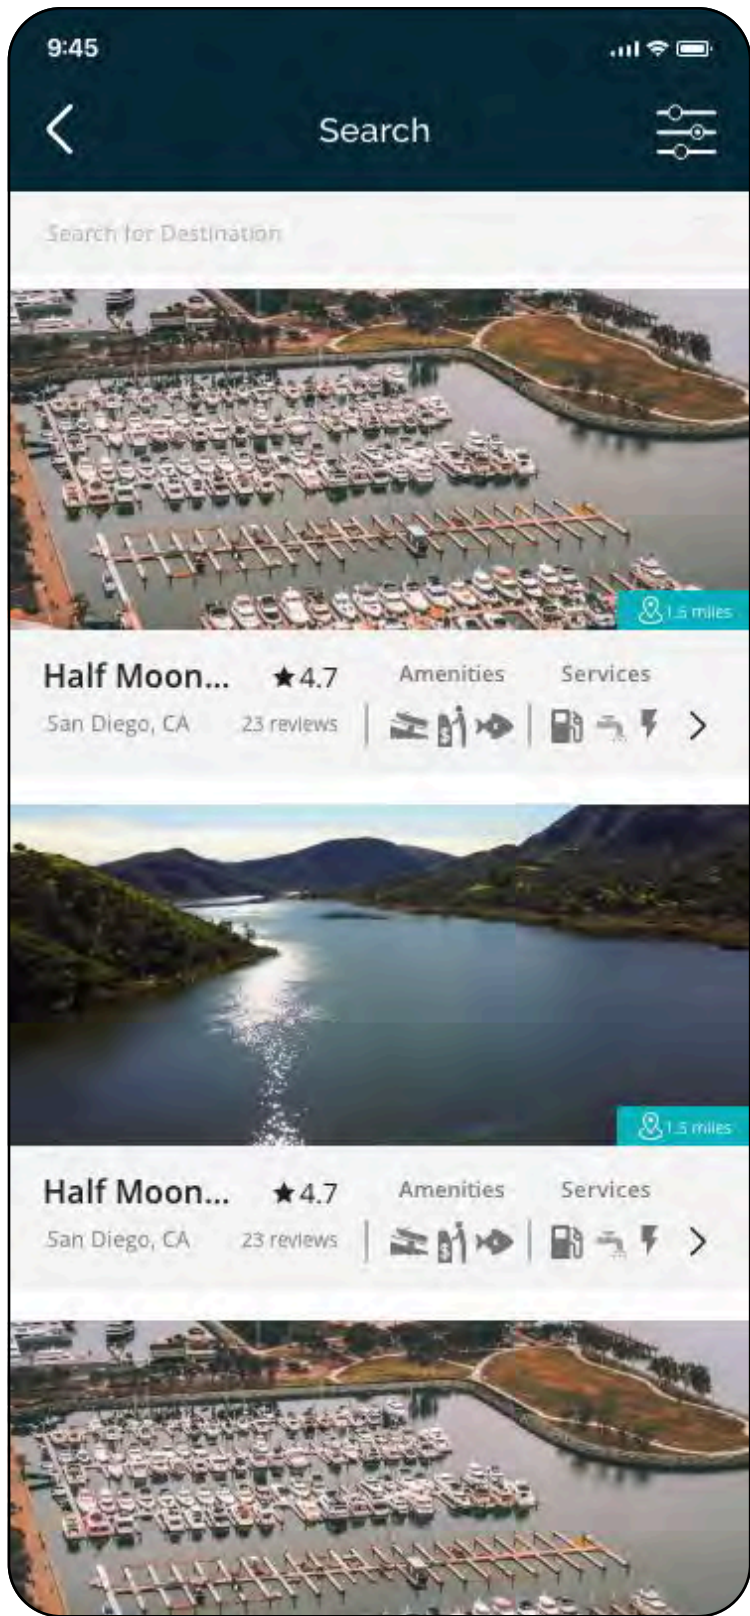 9:45
Search
Search for Destination
1.5 miles
Half Moon... ★4.7 Amenities Services
San Diego, CA 23 reviews
$
1.5 miles
Half Moon... ★4.7 Amenities Services
San Diego, CA 23 reviews
$